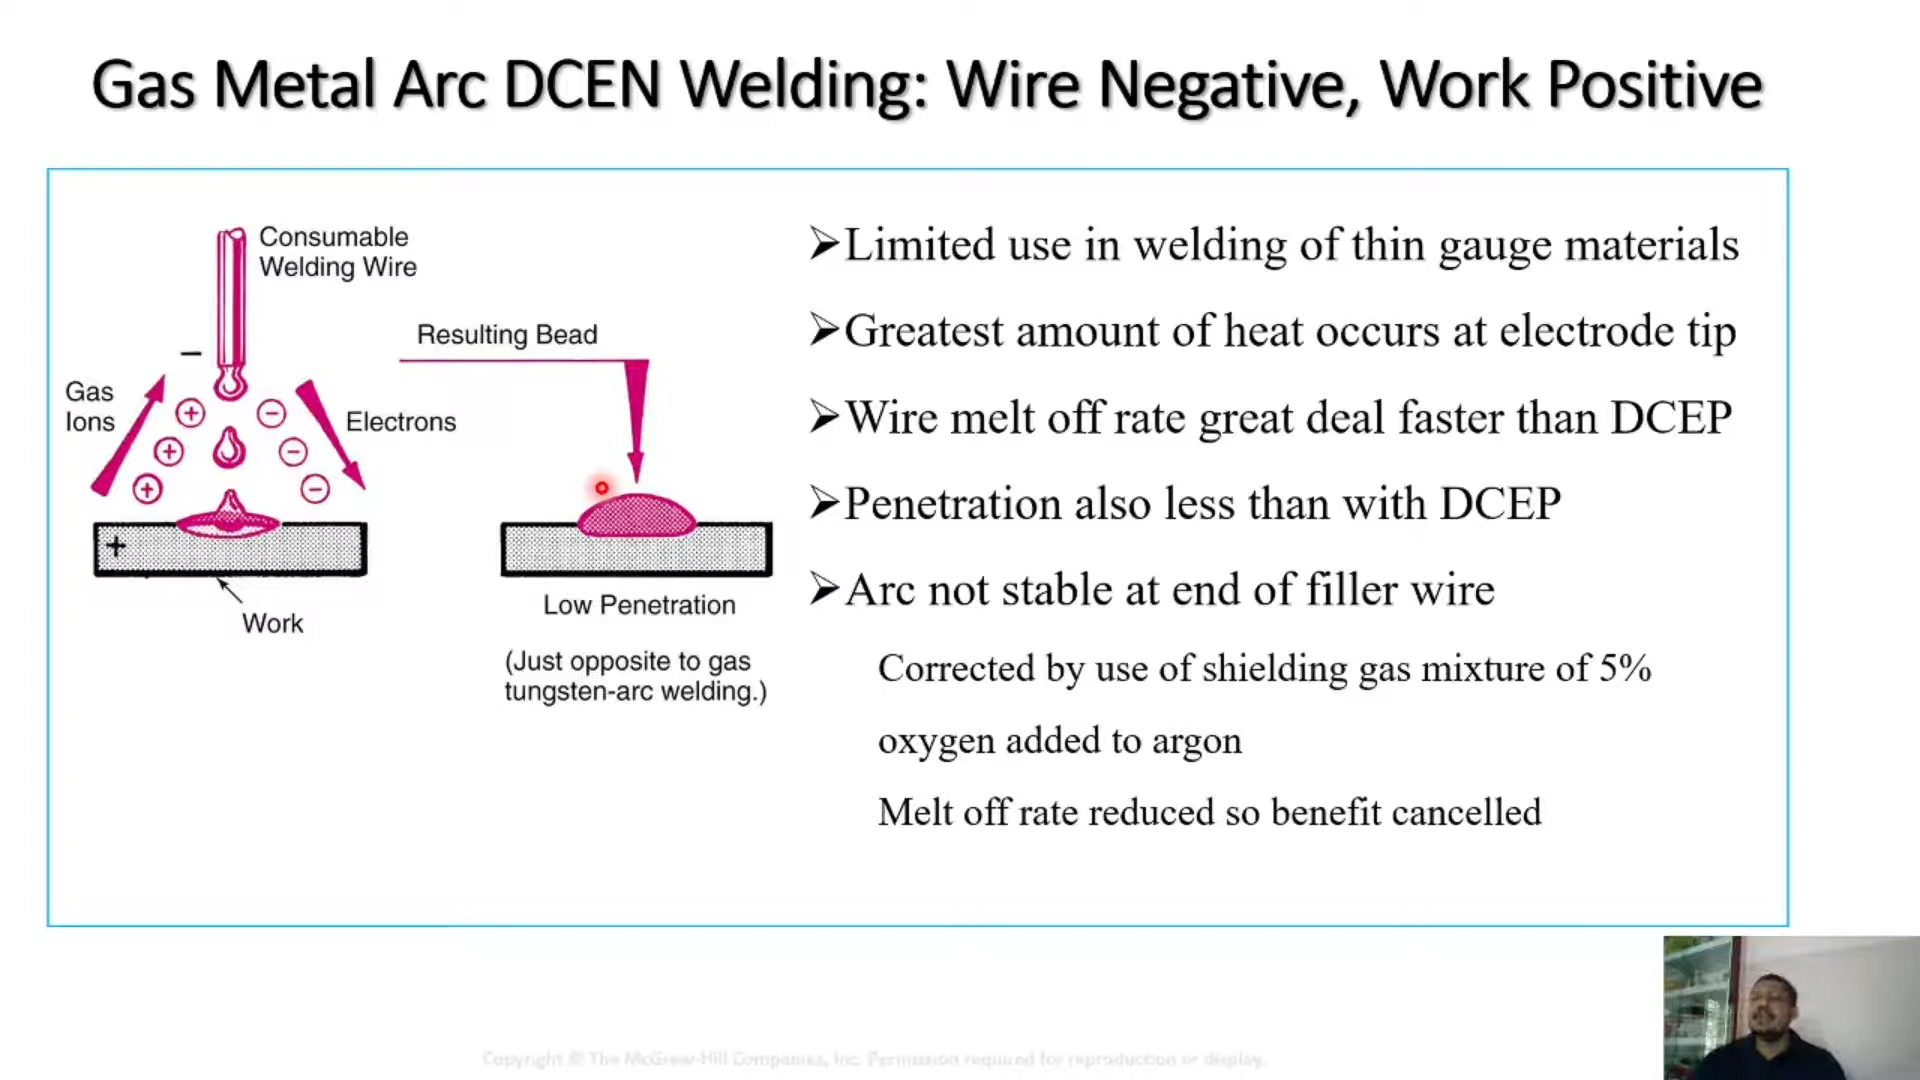 Gas Metal Arc DCEN Welding: Wire Negative, Work Positive
Consumable
Welding Wire
Resulting Bead
−
Gas
Ions
Electrons
+
+
+
−
−
−
+
Work
Low Penetration
(Just opposite to gas
tungsten-arc welding.)
➢Limited use in welding of thin gauge materials
➢Greatest amount of heat occurs at electrode tip
➢Wire melt off rate great deal faster than DCEP
➢Penetration also less than with DCEP
➢Arc not stable at end of filler wire
Corrected by use of shielding gas mixture of 5%
oxygen added to argon
Melt off rate reduced so benefit cancelled
Copyright © The McGraw-Hill Companies, Inc. Permission required for reproduction or display.